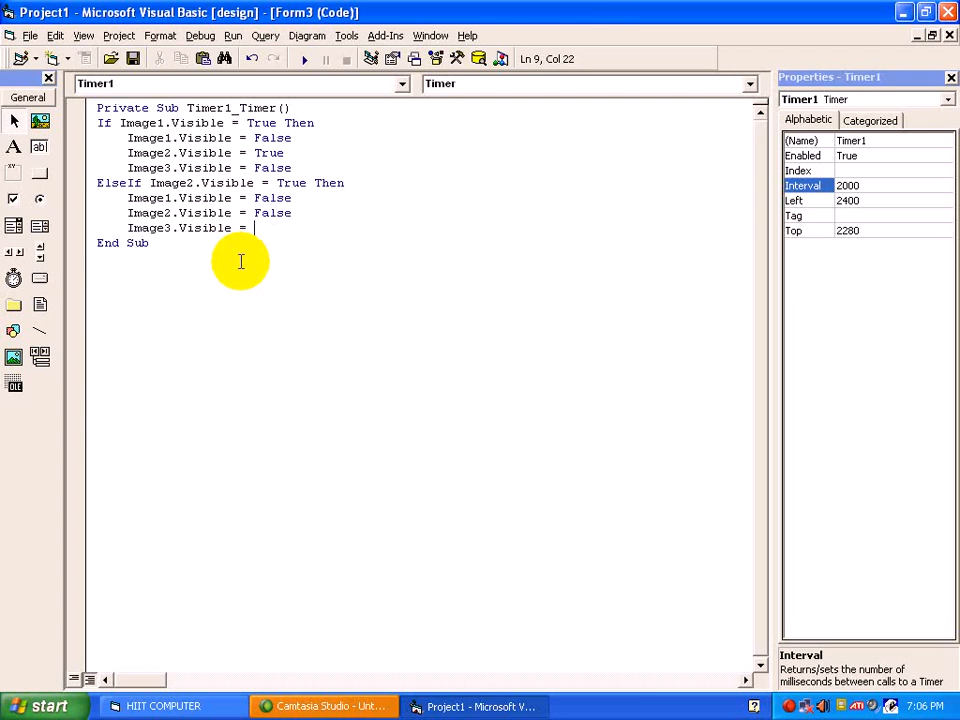 Project1 - Microsoft Visual Basic [design] - [Form3 (Code)]
File Edit View Project Format Debug Run Query Diagram Tools Add-Ins Window Help
Ln 9, Col 22
General
Timer1 Timer
Private Sub Timer1_Timer()
If Image1.Visible = True Then
Image1.Visible = False
Image2.Visible = True
Image3.Visible = False
ElseIf Image2.Visible = True Then
Image1.Visible = False
Image2.Visible = False
Image3.Visible =
End Sub
Properties - Timer1
Timer1 Timer
Alphabetic Categorized
(Name) Timer1
Enabled True
Index
Interval 2000
Left 2400
Tag
Top 2280
Interval
Returns/sets the number of
milliseconds between calls to a Timer
A ab|
XY
OLE
start HIIT COMPUTER Camtasia Studio - Unt... Project1 - Microsoft V... ATI 7:06 PM